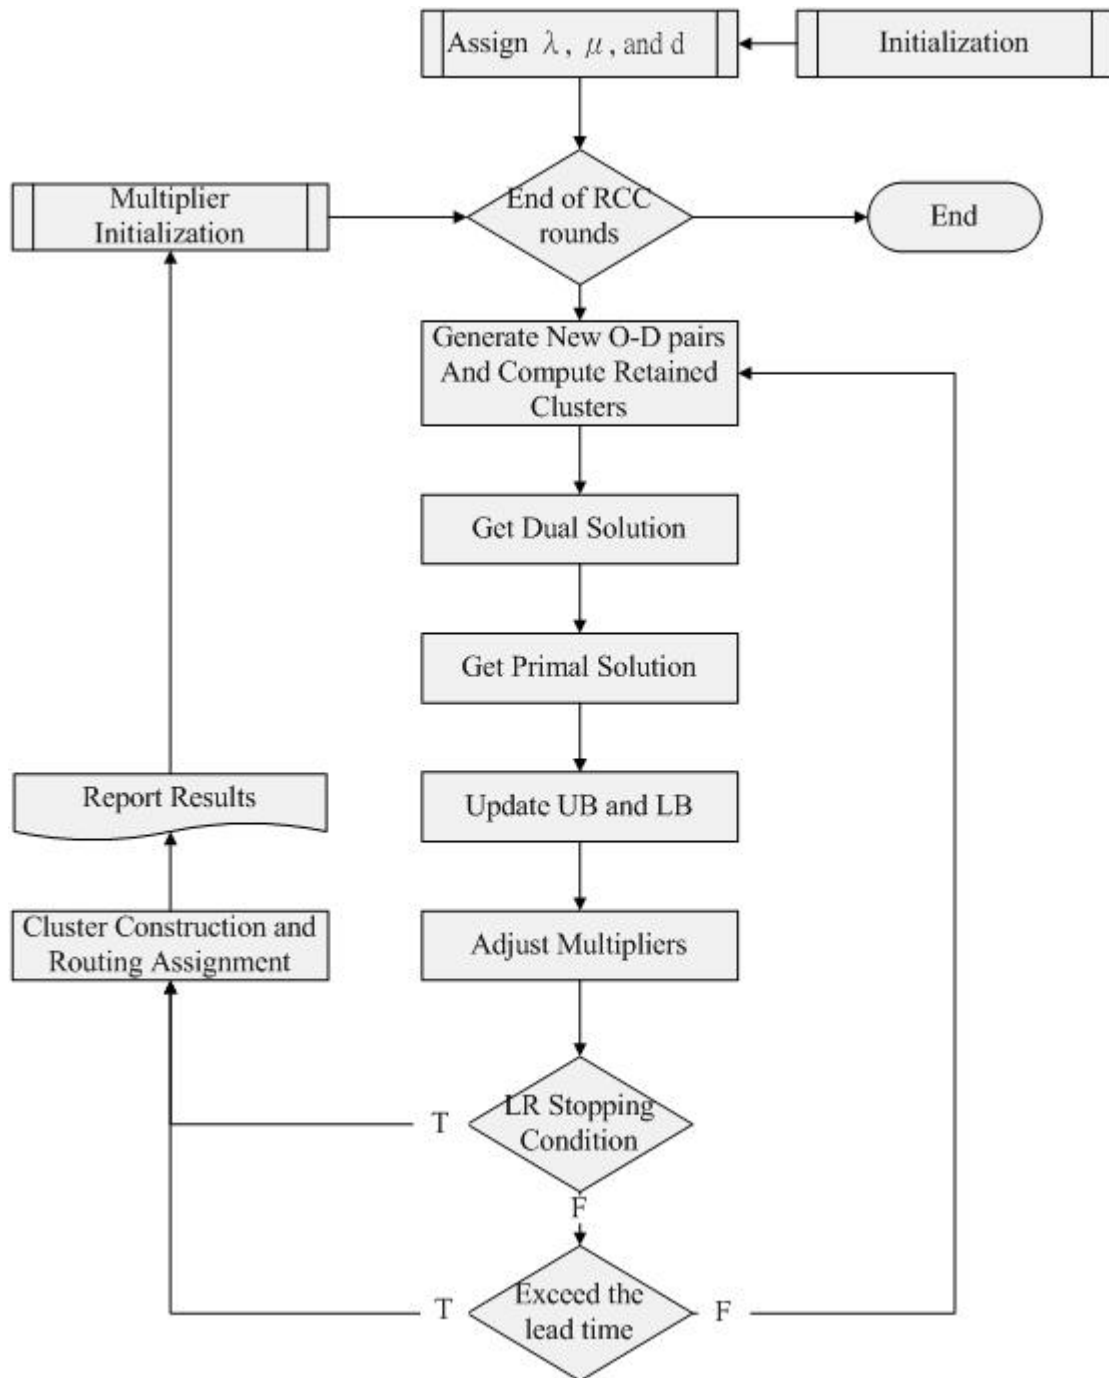 Assign λ, μ, and d
Initialization
Multiplier
Initialization
End of RCC
rounds
End
Generate New O-D pairs
And Compute Retained
Clusters
Get Dual Solution
Get Primal Solution
Report Results
Update UB and LB
Cluster Construction and
Routing Assignment
Adjust Multipliers
T
LR Stopping
Condition
F
T
Exceed the
lead time
F